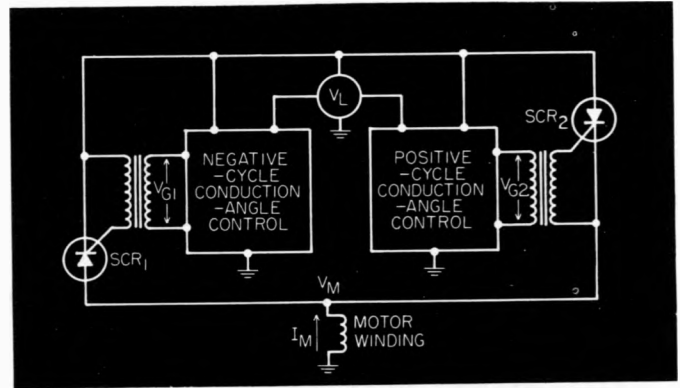 V_L
SCR_2
NEGATIVE
-CYCLE
CONDUCTION
-ANGLE
CONTROL
POSITIVE
-CYCLE
CONDUCTION
-ANGLE
CONTROL
V_G1
V_G2
SCR_1
V_M
I_M
MOTOR
WINDING